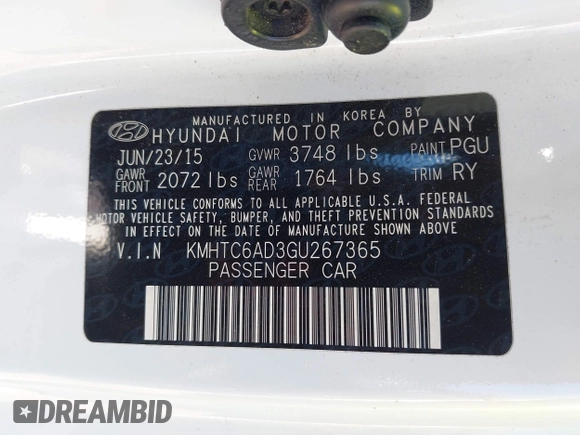 MANUFACTURED IN KOREA BY
HYUNDAI MOTOR COMPANY
JUN/23/15 GVWR 3748 lbs PAINT PGU
GAWR FRONT 2072 lbs GAWR REAR 1764 lbs TRIM RY
THIS VEHICLE CONFORMS TO ALL APPLICABLE U.S.A. FEDERAL
MOTOR VEHICLE SAFETY, BUMPER, AND THEFT PREVENTION STANDARDS
IN EFFECT ON THE DATE OF MANUFACTURE SHOWN ABOVE
V.I.N KMHTC6AD3GU267365
PASSENGER CAR
DREAMBID